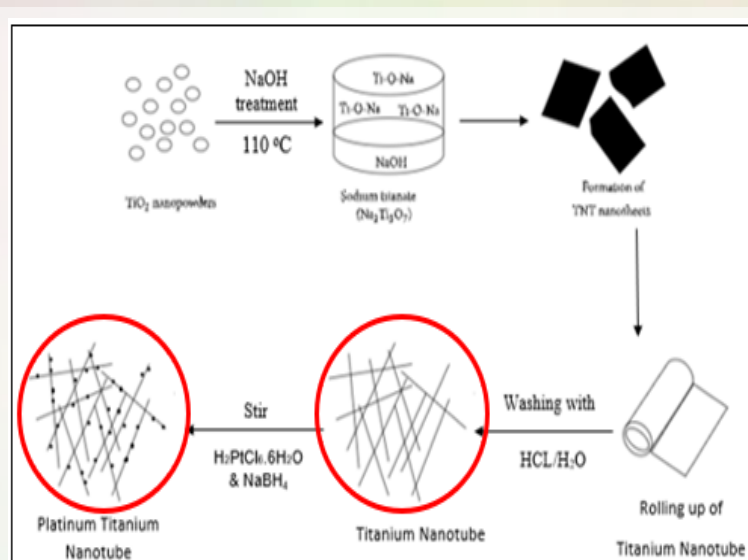 NaOH
treatment
110 ⁰C
TiO₂ nanopowders
Ti-O-Na
Ti-O-Na Ti-O-Na
NaOH
Sodium titanate
(Na₂Ti₃O₇)
Formation of
TNT nanosheets
Rolling up of
Titanium Nanotube
Washing with
HCL/H₂O
Titanium Nanotube
Stir
H₂PtCl₆.6H₂O
& NaBH₄
Platinum Titanium
Nanotube